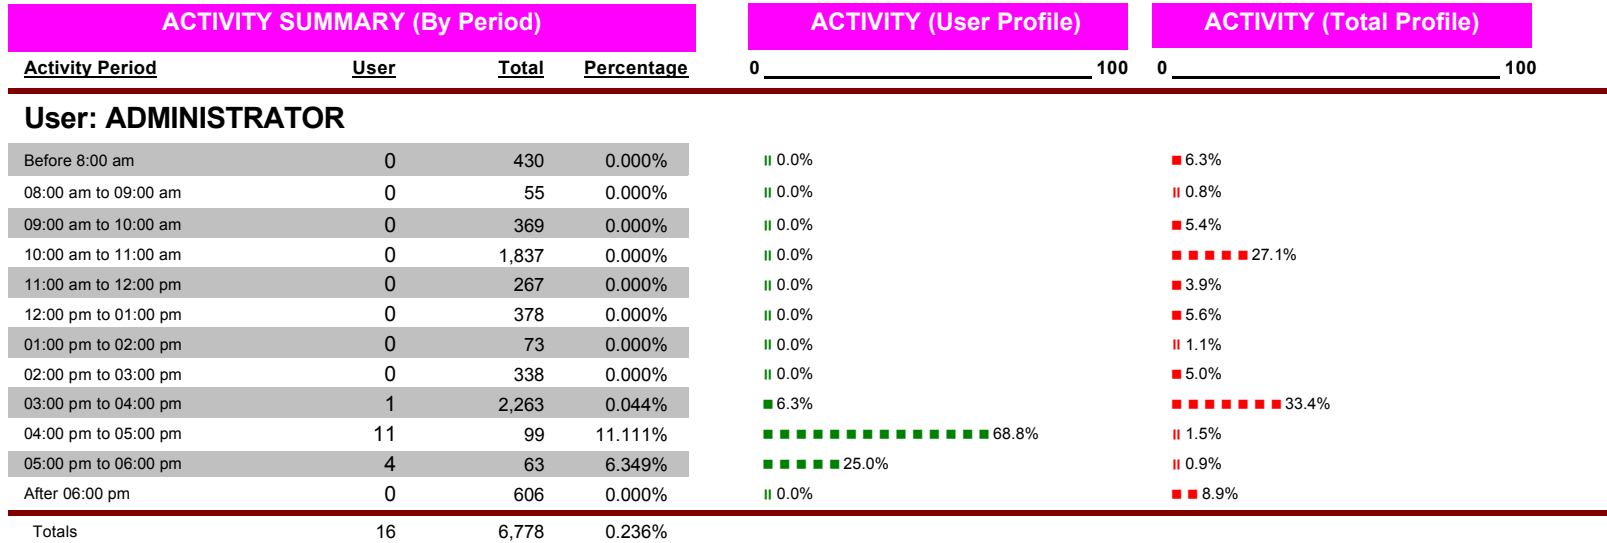 ACTIVITY SUMMARY (By Period) ACTIVITY (User Profile) ACTIVITY (Total Profile)
Activity Period User Total Percentage 0 100 0 100
User: ADMINISTRATOR
Before 8:00 am 0 430 0.000% 0.0% 6.3%
08:00 am to 09:00 am 0 55 0.000% 0.0% 0.8%
09:00 am to 10:00 am 0 369 0.000% 0.0% 5.4%
10:00 am to 11:00 am 0 1,837 0.000% 0.0% 27.1%
11:00 am to 12:00 pm 0 267 0.000% 0.0% 3.9%
12:00 pm to 01:00 pm 0 378 0.000% 0.0% 5.6%
01:00 pm to 02:00 pm 0 73 0.000% 0.0% 1.1%
02:00 pm to 03:00 pm 0 338 0.000% 0.0% 5.0%
03:00 pm to 04:00 pm 1 2,263 0.044% 6.3% 33.4%
04:00 pm to 05:00 pm 11 99 11.111% 68.8% 1.5%
05:00 pm to 06:00 pm 4 63 6.349% 25.0% 0.9%
After 06:00 pm 0 606 0.000% 0.0% 8.9%
Totals 16 6,778 0.236%